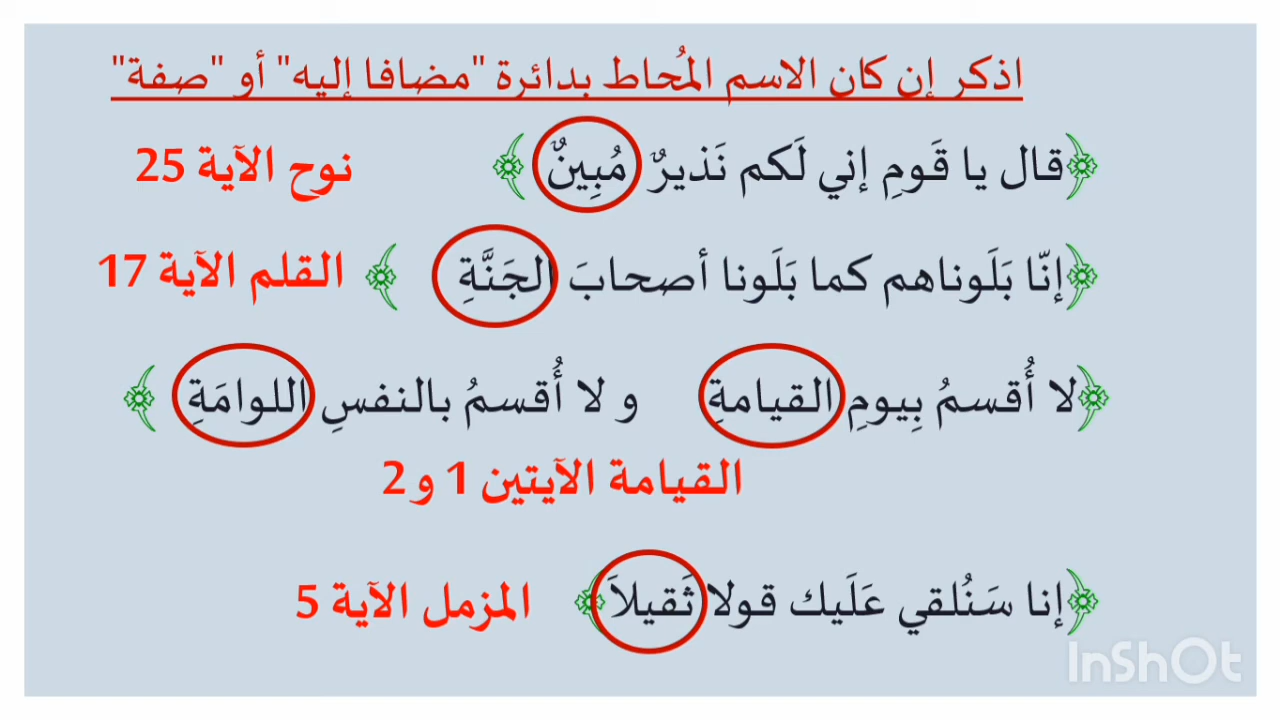 اذكر إن كان الاسم المُحاط بدائرة "مضافا إليه" أو "صفة"
﴿قال يا قَومِ إني لَكم نَذيرٌ مُبِينٌ﴾ نوح الآية 25
﴿إنّا بَلَوناهم كما بَلَونا أصحابَ الجَنَّةِ﴾ القلم الآية 17
﴿لا أُقسمُ بِيومِ القيامةِ و لا أُقسمُ بالنفسِ اللوامَةِ﴾
القيامة الآيتين 1 و2
﴿إنا سَنُلقي عَلَيك قولا ثَقيلاَ﴾ المزمل الآية 5
InShOt